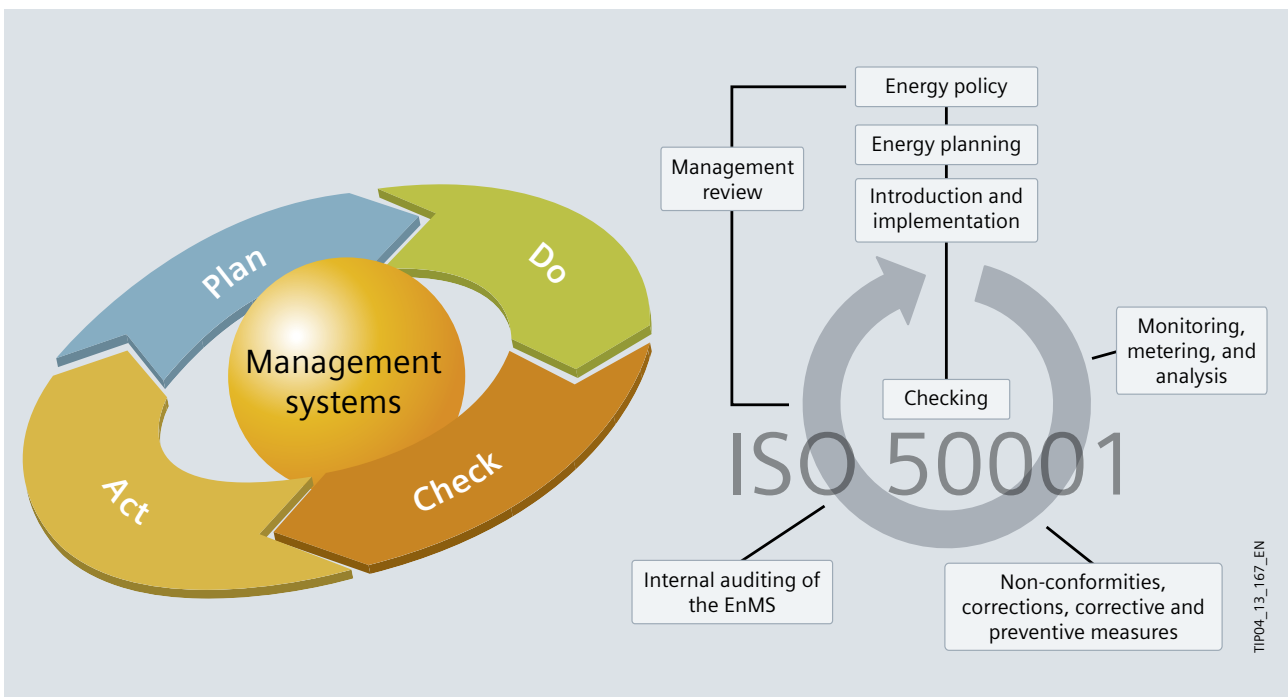 Plan
Do
Check
Act
Management
systems
Energy policy
Energy planning
Management
review
Introduction and
implementation
Monitoring,
metering, and
analysis
Checking
ISO 50001
Internal auditing of
the EnMS
Non-conformities,
corrections, corrective and
preventive measures
TIP04_13_167_EN